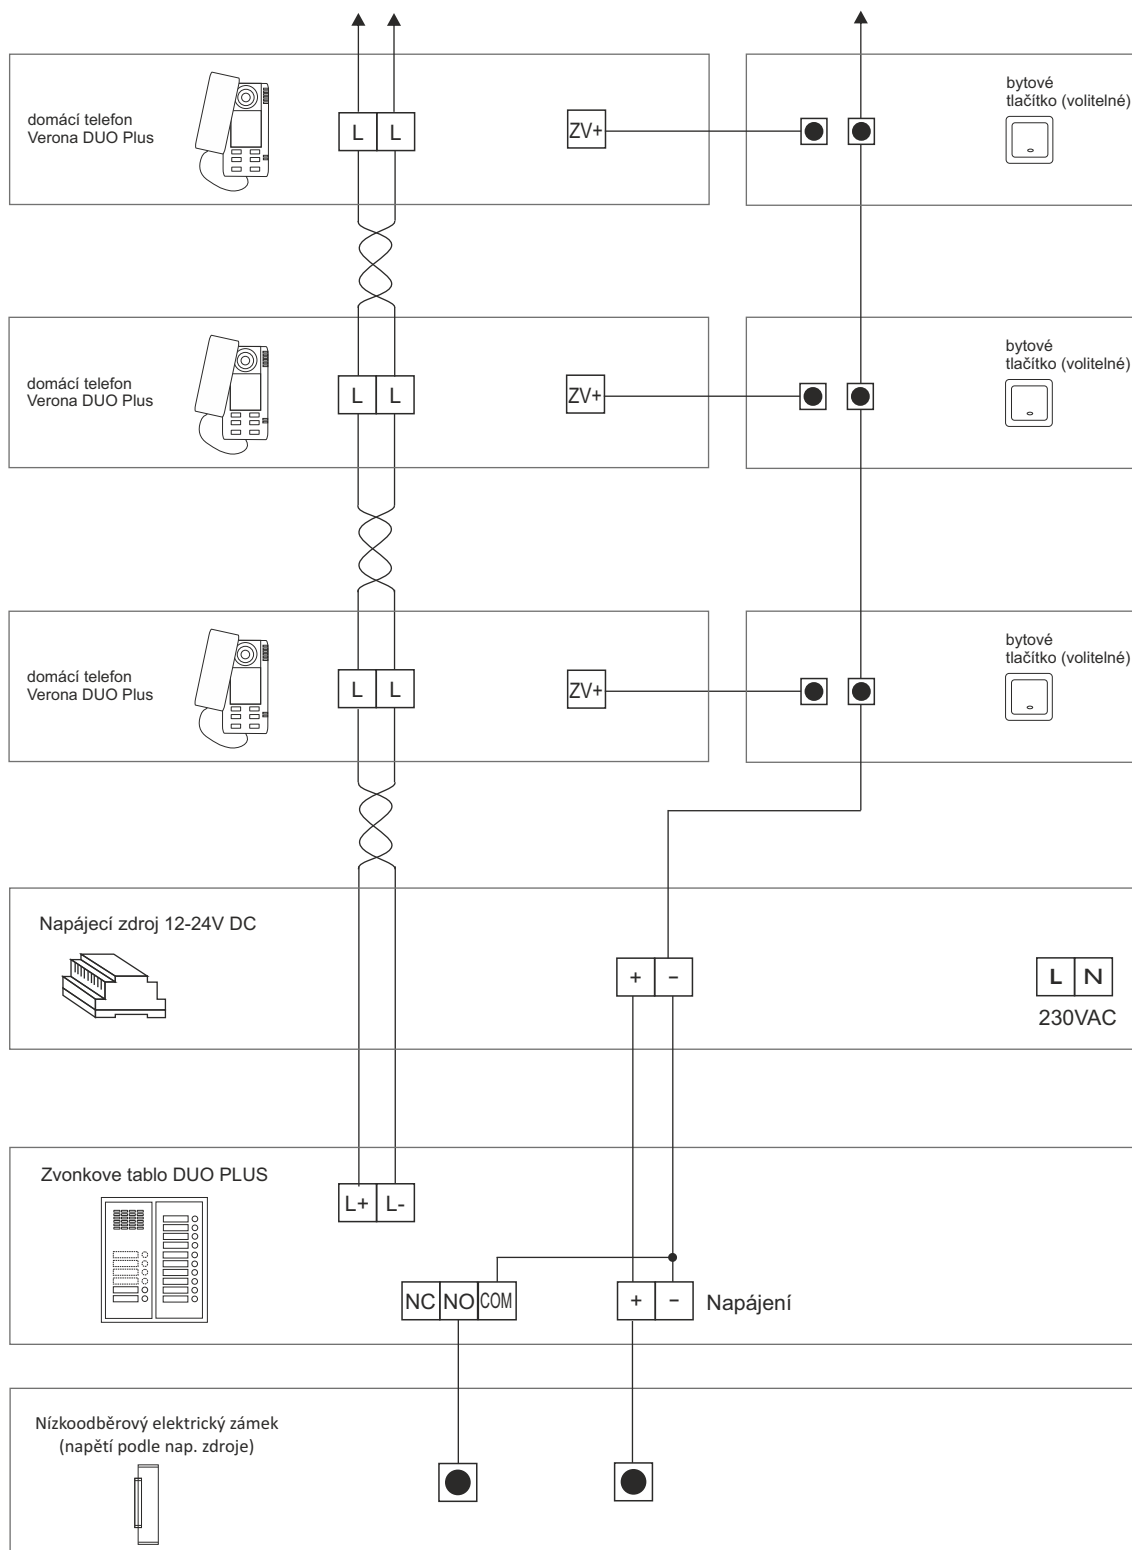 domácí telefon
Verona DUO Plus
L L
ZV+
bytové
tlačítko (volitelné)
domácí telefon
Verona DUO Plus
L L
ZV+
bytové
tlačítko (volitelné)
domácí telefon
Verona DUO Plus
L L
ZV+
bytové
tlačítko (volitelné)
Napájecí zdroj 12-24V DC
+ -
L N
230VAC
Zvonkove tablo DUO PLUS
L+ L-
NC NO COM
+ -
Napájení
Nízkoodběrový elektrický zámek
(napětí podle nap. zdroje)